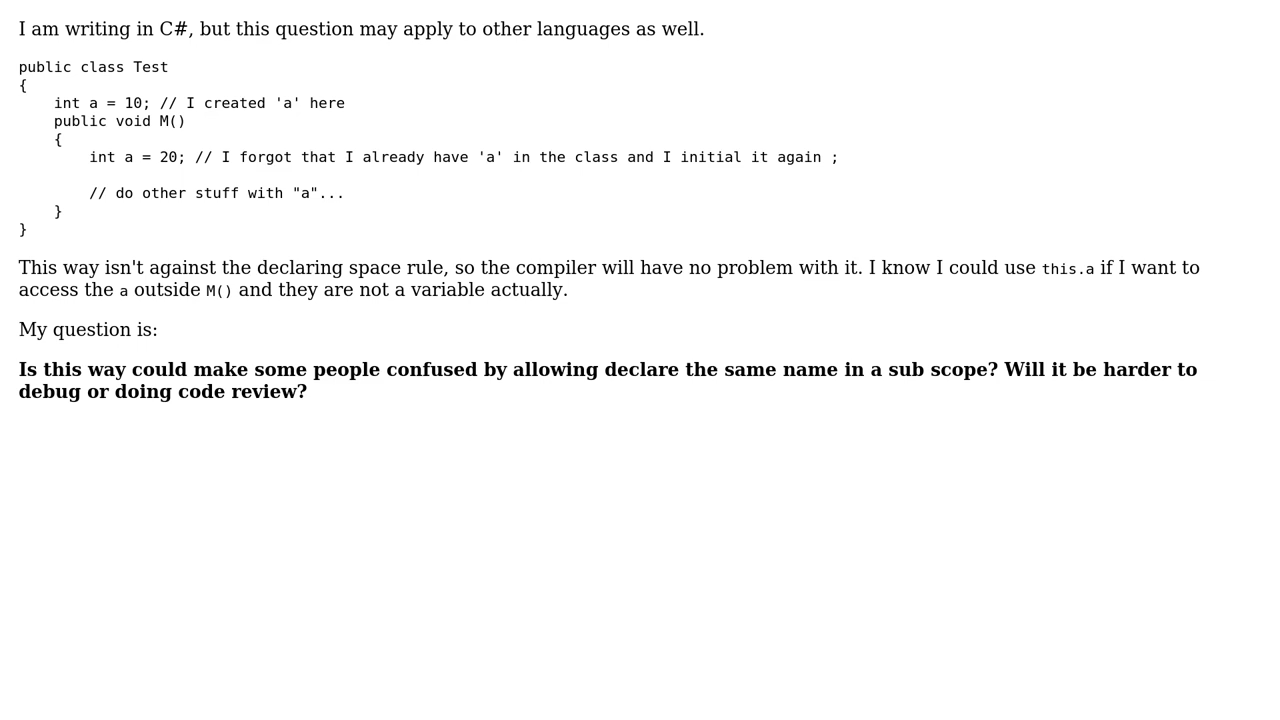 I am writing in C#, but this question may apply to other languages as well.
public class Test
{
    int a = 10; // I created 'a' here
    public void M()
    {
        int a = 20; // I forgot that I already have 'a' in the class and I initial it again ;
        // do other stuff with "a"...
    }
}
This way isn't against the declaring space rule, so the compiler will have no problem with it. I know I could use this.a if I want to
access the a outside M() and they are not a variable actually.
My question is:
Is this way could make some people confused by allowing declare the same name in a sub scope? Will it be harder to
debug or doing code review?